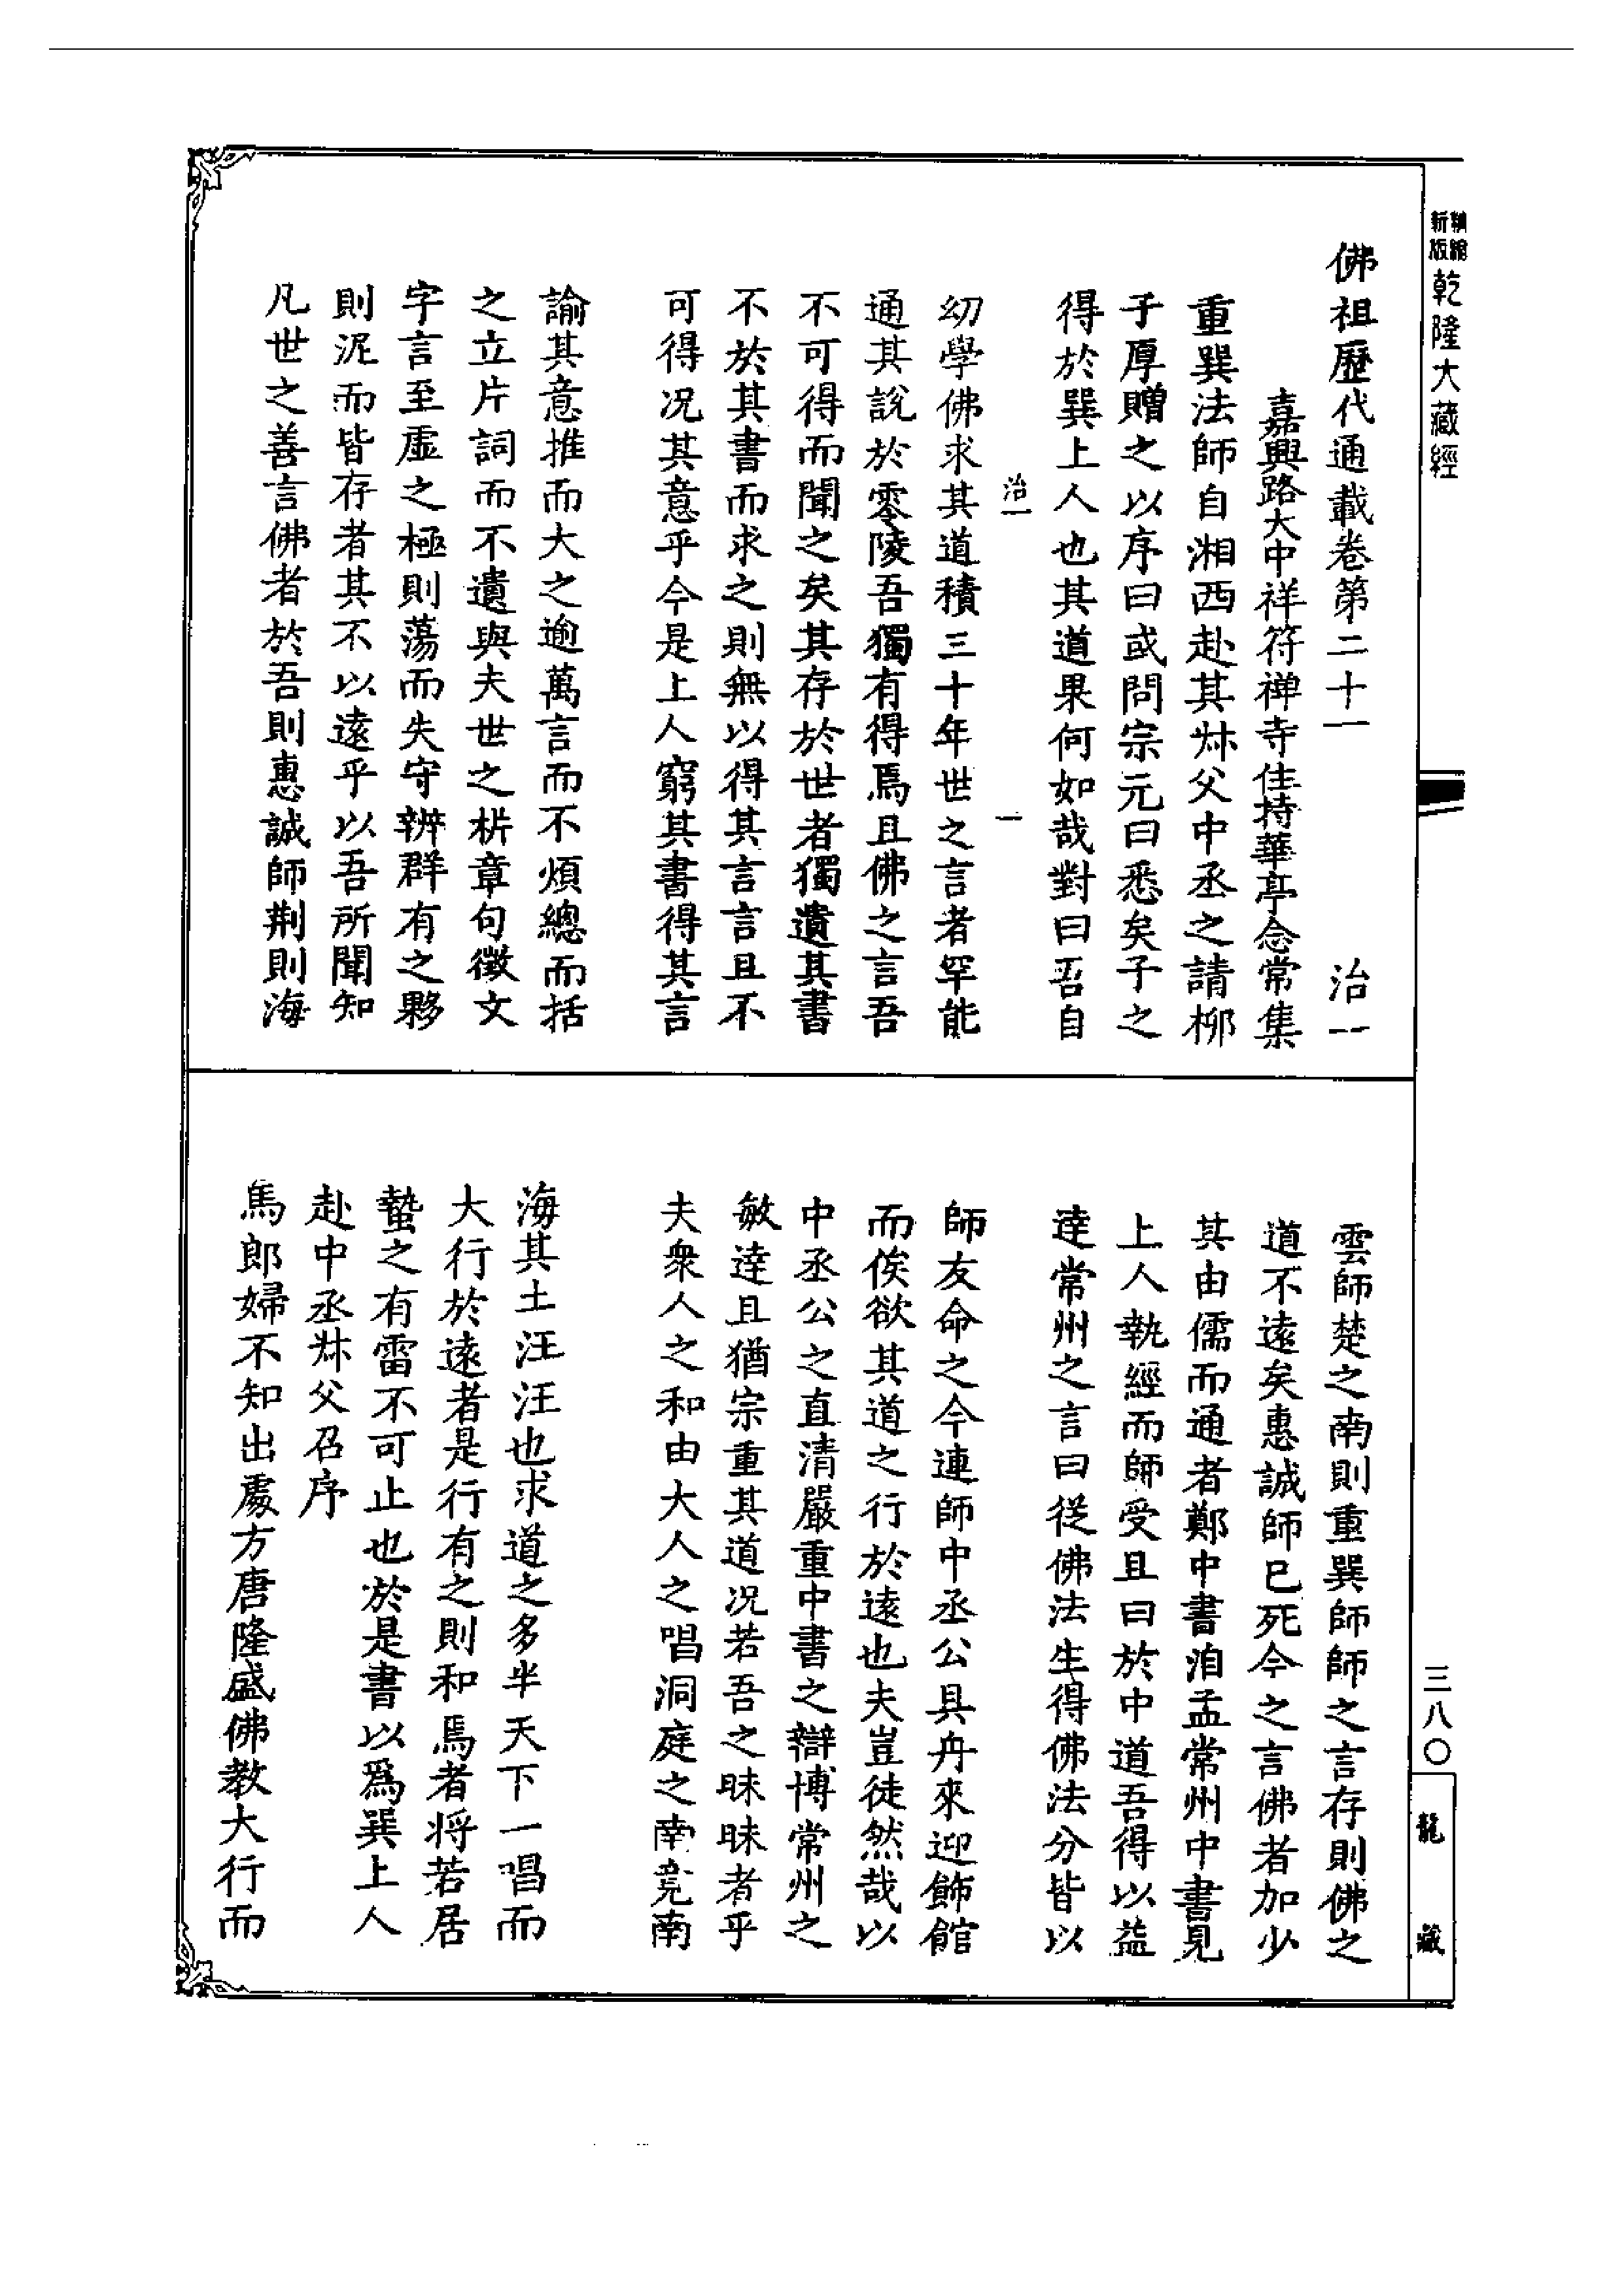 精縮新版乾隆大藏經
佛祖歷代通載卷第二十一　治一
嘉興路大中祥符禅寺住持華亭念常集
重巽法師自湘西赴其叔父中丞之請柳
子厚贈之以序曰或問宗元曰悉矣子之
得於巽上人也其道果何如哉對曰吾自
治一　一
幼學佛求其道積三十年世之言者罕能
通其說於零陵吾獨有得焉且佛之言吾
不可得而聞之矣其存於世者獨遺其書
不於其書而求之則無以得其言言且不
可得况其意乎今是上人窮其書得其言
諭其意推而大之逾萬言而不煩總而括
之立片詞而不遺與夫世之析章句徵文
字言至虛之極則蕩而失守辨群有之夥
則泥而皆存者其不以遠乎以吾所聞知
凡世之善言佛者於吾則惠誠師荆則海
雲師楚之南則重巽師師之言存則佛之
道不遠矣惠誠師已死今之言佛者加少
其由儒而通者鄭中書洎孟常州中書見
上人執經而師受且曰於中道吾得以益
達常州之言曰從佛法生得佛法分皆以
師友命之今連師中丞公具舟來迎飾館
而俟欲其道之行於遠也夫豈徒然哉以
中丞公之直清嚴重中書之辯博常州之
敏達且猶宗重其道况若吾之昧昧者乎
夫衆人之和由大人之唱洞庭之南竟南
海其土汪汪也求道之多半天下一唱而
大行於遠者是行有之則和焉者将若居
蟄之有雷不可止也於是書以爲巽上人
赴中丞叔父召序
馬郎婦不知出處方唐隆盛佛教大行而
三八〇
龍藏